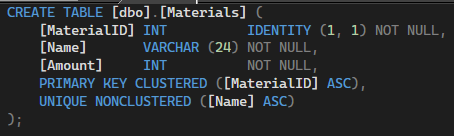 CREATE TABLE [dbo].[Materials] (
    [MaterialID] INT          IDENTITY (1, 1) NOT NULL,
    [Name]       VARCHAR (24) NOT NULL,
    [Amount]     INT          NOT NULL,
    PRIMARY KEY CLUSTERED ([MaterialID] ASC),
    UNIQUE NONCLUSTERED ([Name] ASC)
);